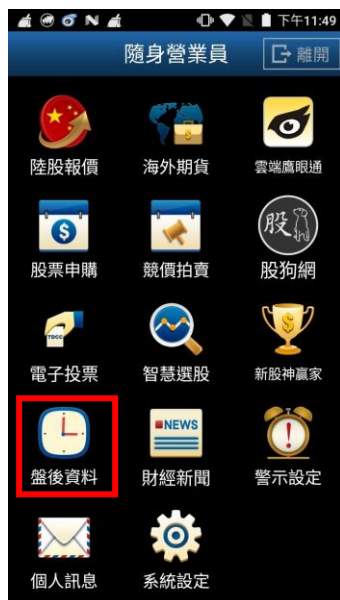 下午11:49
隨身營業員 離開
陸股報價 海外期貨 雲端鷹眼通
$
股票申購 競價拍賣 股狗網
股
TDCC $
電子投票 智慧選股 新股神贏家
NEWS
盤後資料 財經新聞 警示設定
個人訊息 系統設定